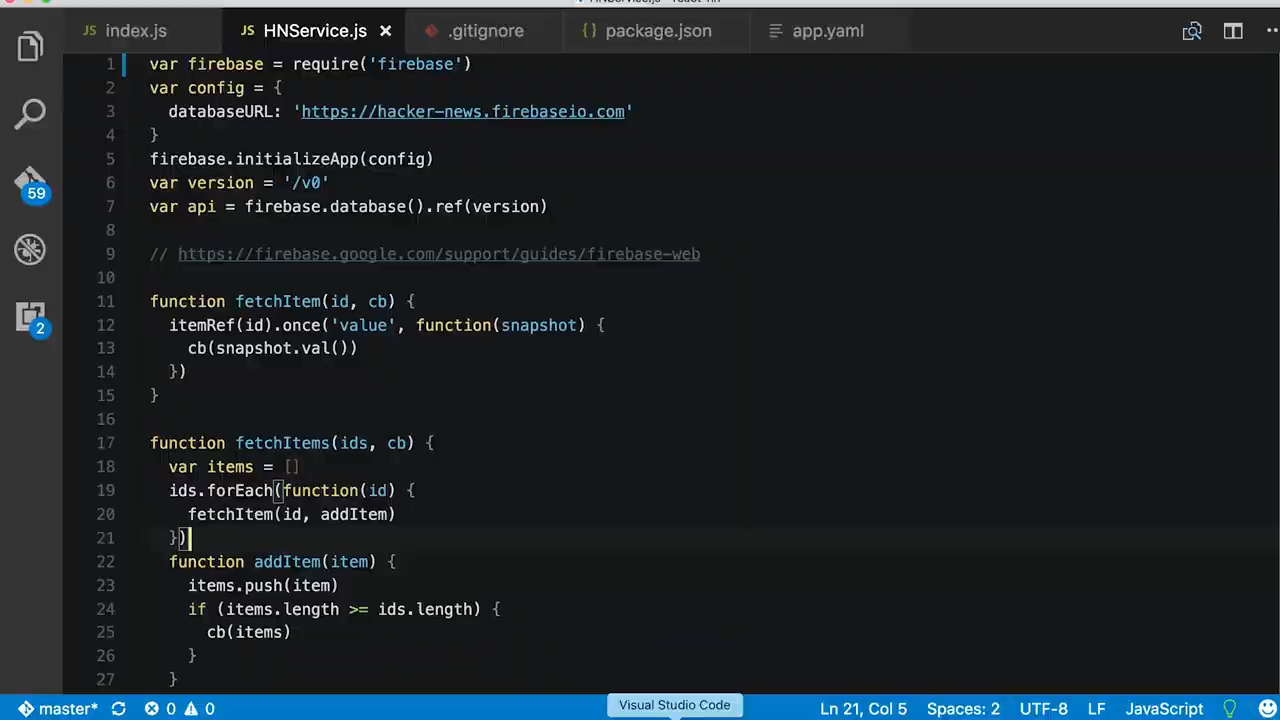 JS index.js
JS HNService.js ×
.gitignore
{} package.json
app.yaml
59
2
1 var firebase = require('firebase')
2 var config = {
3 databaseURL: 'https://hacker-news.firebaseio.com'
4 }
5 firebase.initializeApp(config)
6 var version = '/v0'
7 var api = firebase.database().ref(version)
8
9 // https://firebase.google.com/support/guides/firebase-web
10
11 function fetchItem(id, cb) {
12 itemRef(id).once('value', function(snapshot) {
13 cb(snapshot.val())
14 })
15 }
16
17 function fetchItems(ids, cb) {
18 var items = []
19 ids.forEach(function(id) {
20 fetchItem(id, addItem)
21 })
22 function addItem(item) {
23 items.push(item)
24 if (items.length >= ids.length) {
25 cb(items)
26 }
27 }
master* 0 0 Visual Studio Code Ln 21, Col 5 Spaces: 2 UTF-8 LF JavaScript